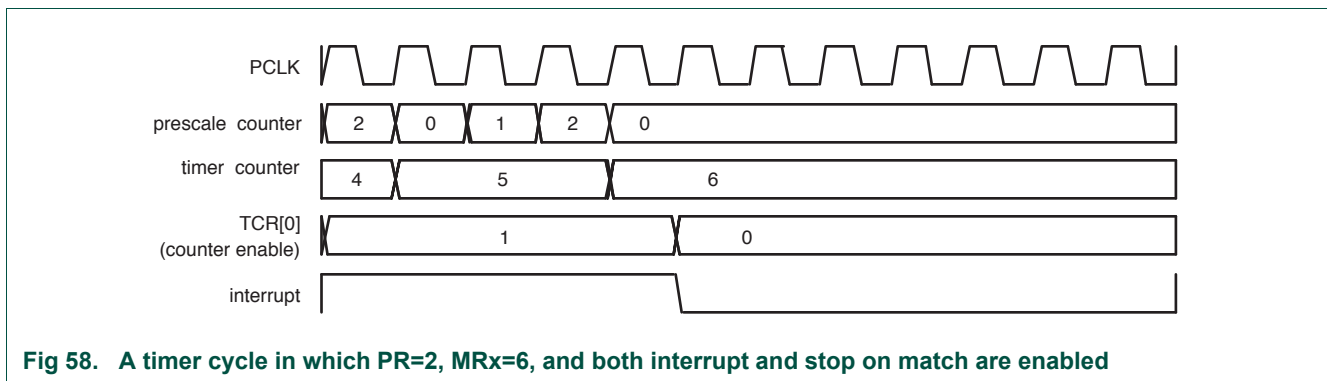 PCLK
prescale counter
2 0 1 2 0
timer counter
4 5 6
TCR[0]
(counter enable)
1 0
interrupt
Fig 58. A timer cycle in which PR=2, MRx=6, and both interrupt and stop on match are enabled